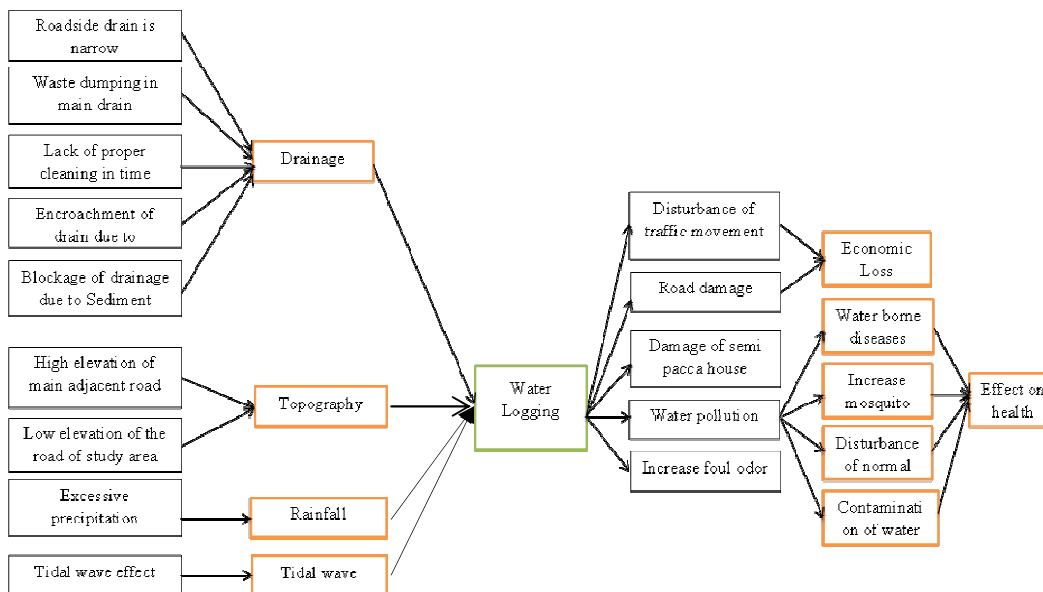 Roadside drain is
narrow
Waste dumping in
main drain
Lack of proper
cleaning in time
Encroachment of
drain due to
Blockage of drainage
due to Sediment
High elevation of
main adjacent road
Low elevation of the
road of study area
Excessive
precipitation
Tidal wave effect
Drainage
Topography
Rainfall
Tidal wave
Water
Logging
Disturbance of
traffic movement
Road damage
Damage of semi
pacca house
Water pollution
Increase foul odor
Economic
Loss
Water borne
diseases
Increase
mosquito
Disturbance
of normal
Contaminati
on of water
Effect on
health